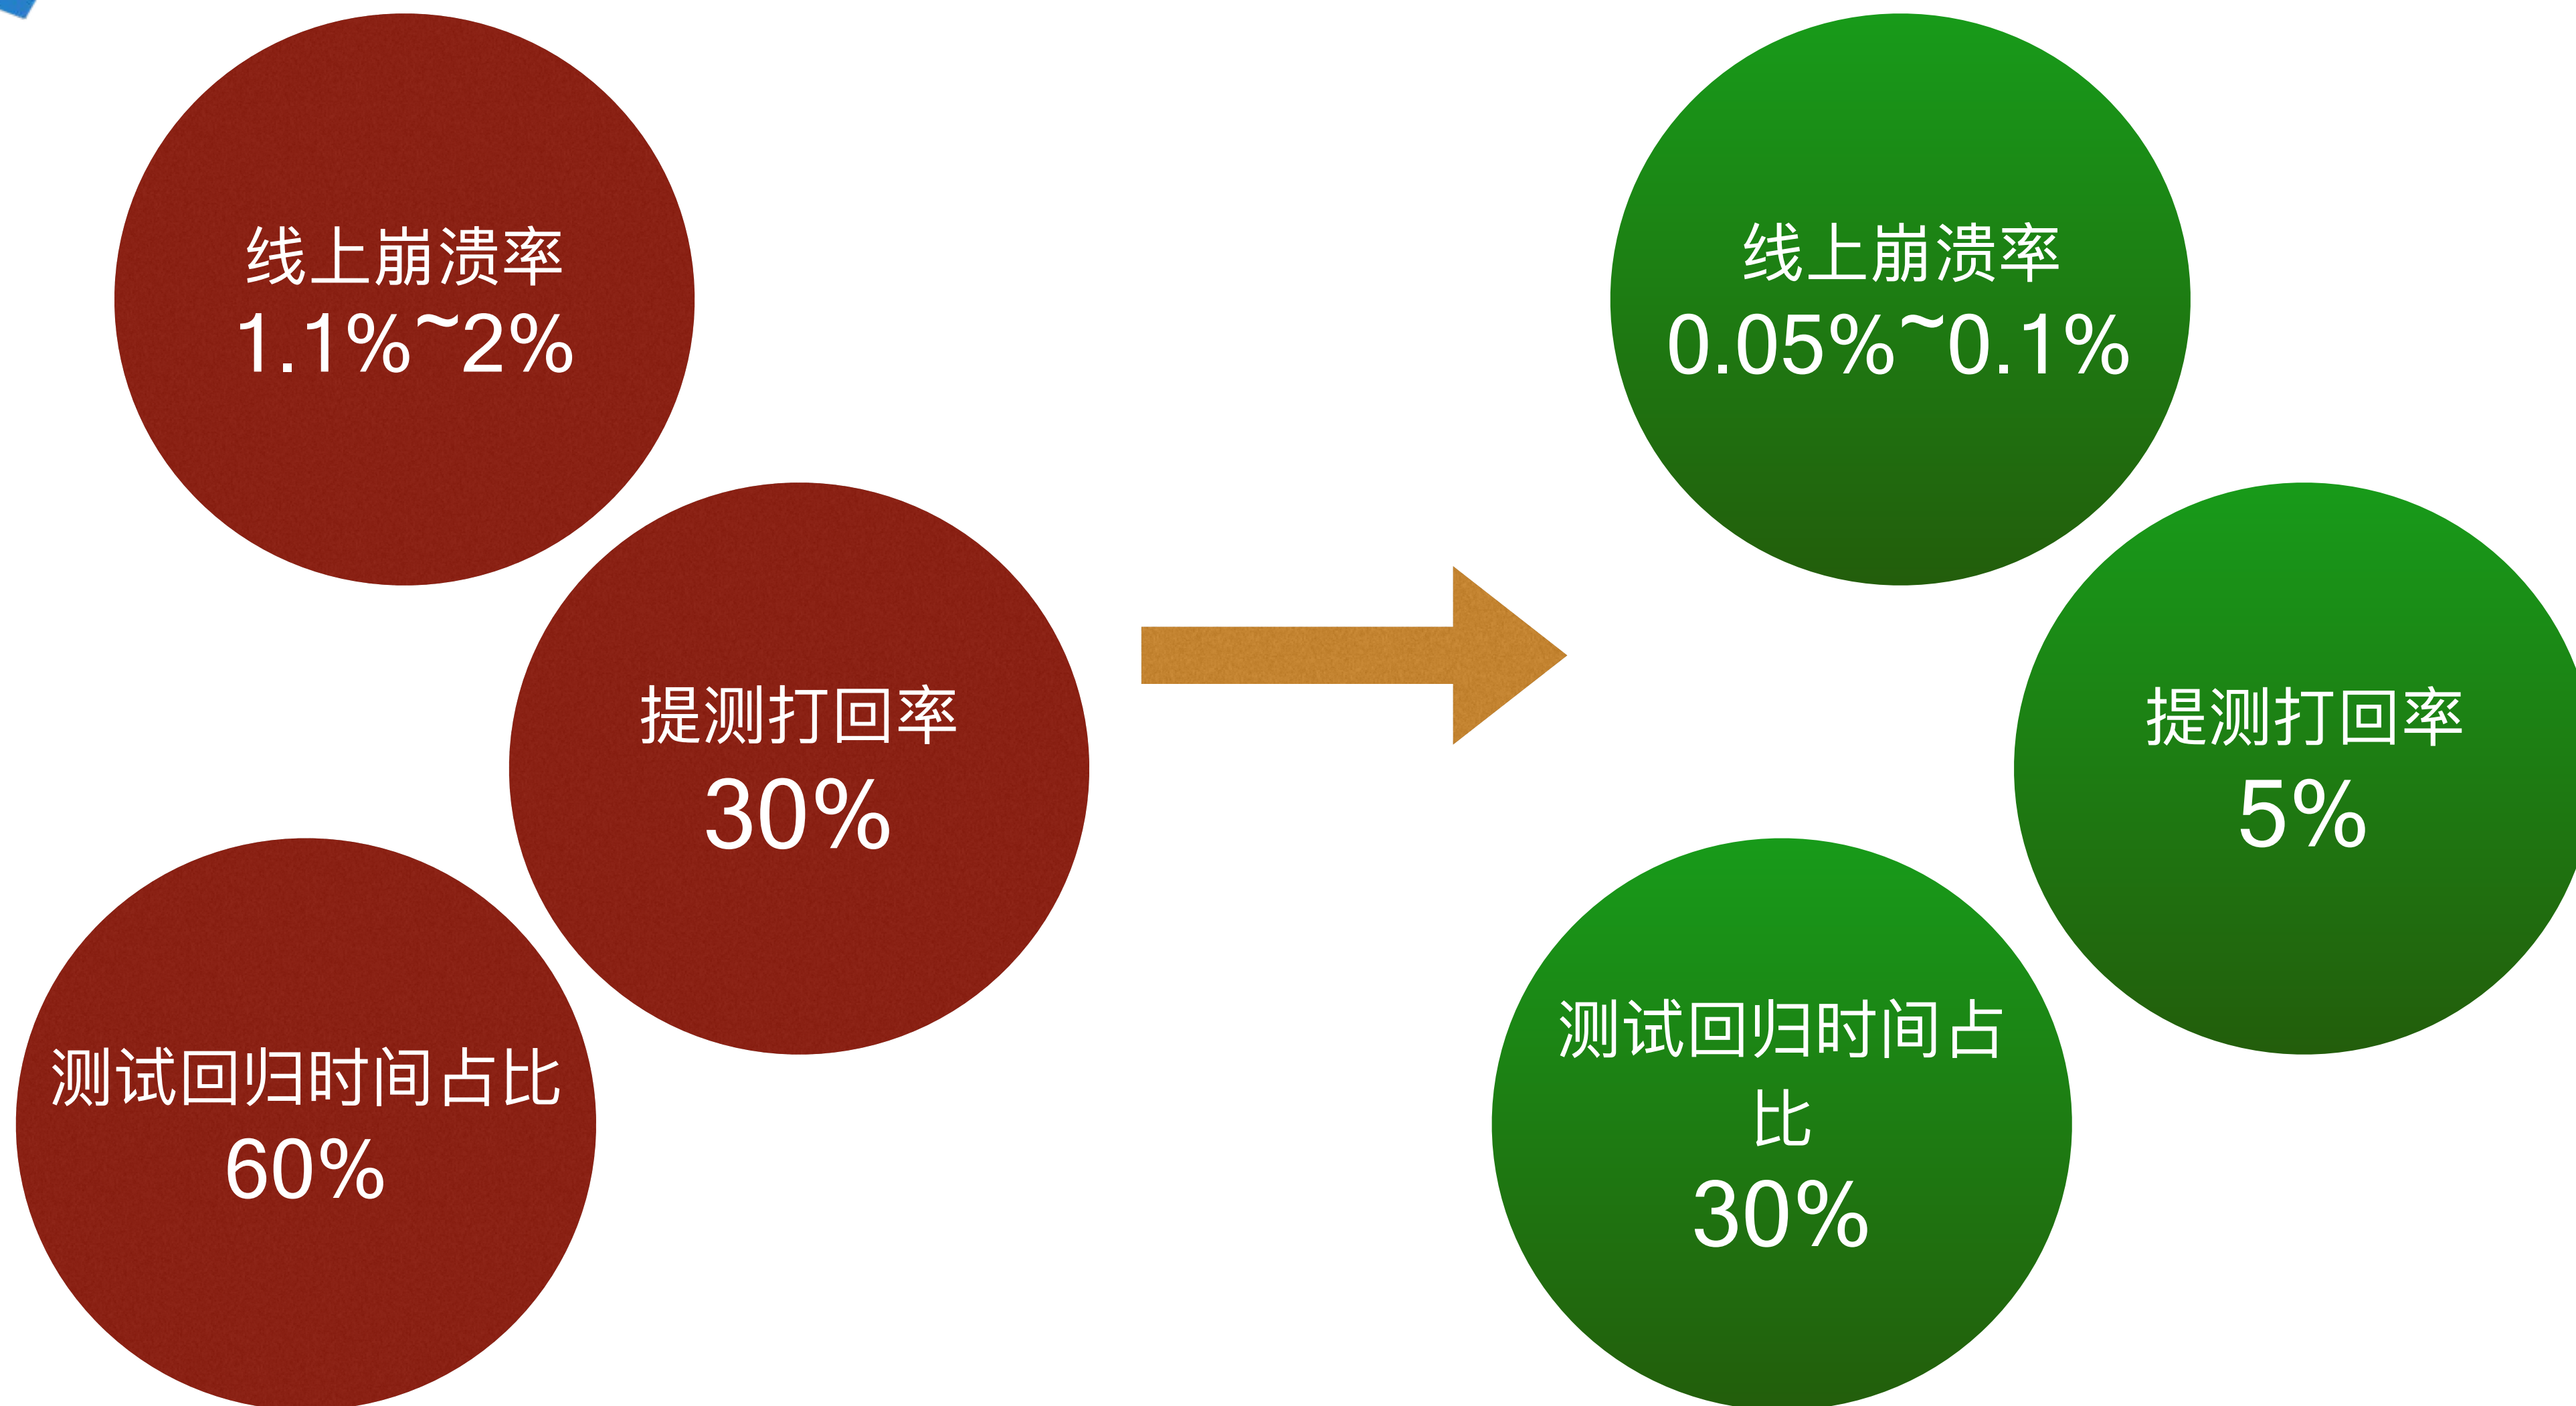 线上崩溃率
1.1%~2%
提测打回率
30%
测试回归时间占比
60%
线上崩溃率
0.05%~0.1%
提测打回率
5%
测试回归时间占
比
30%